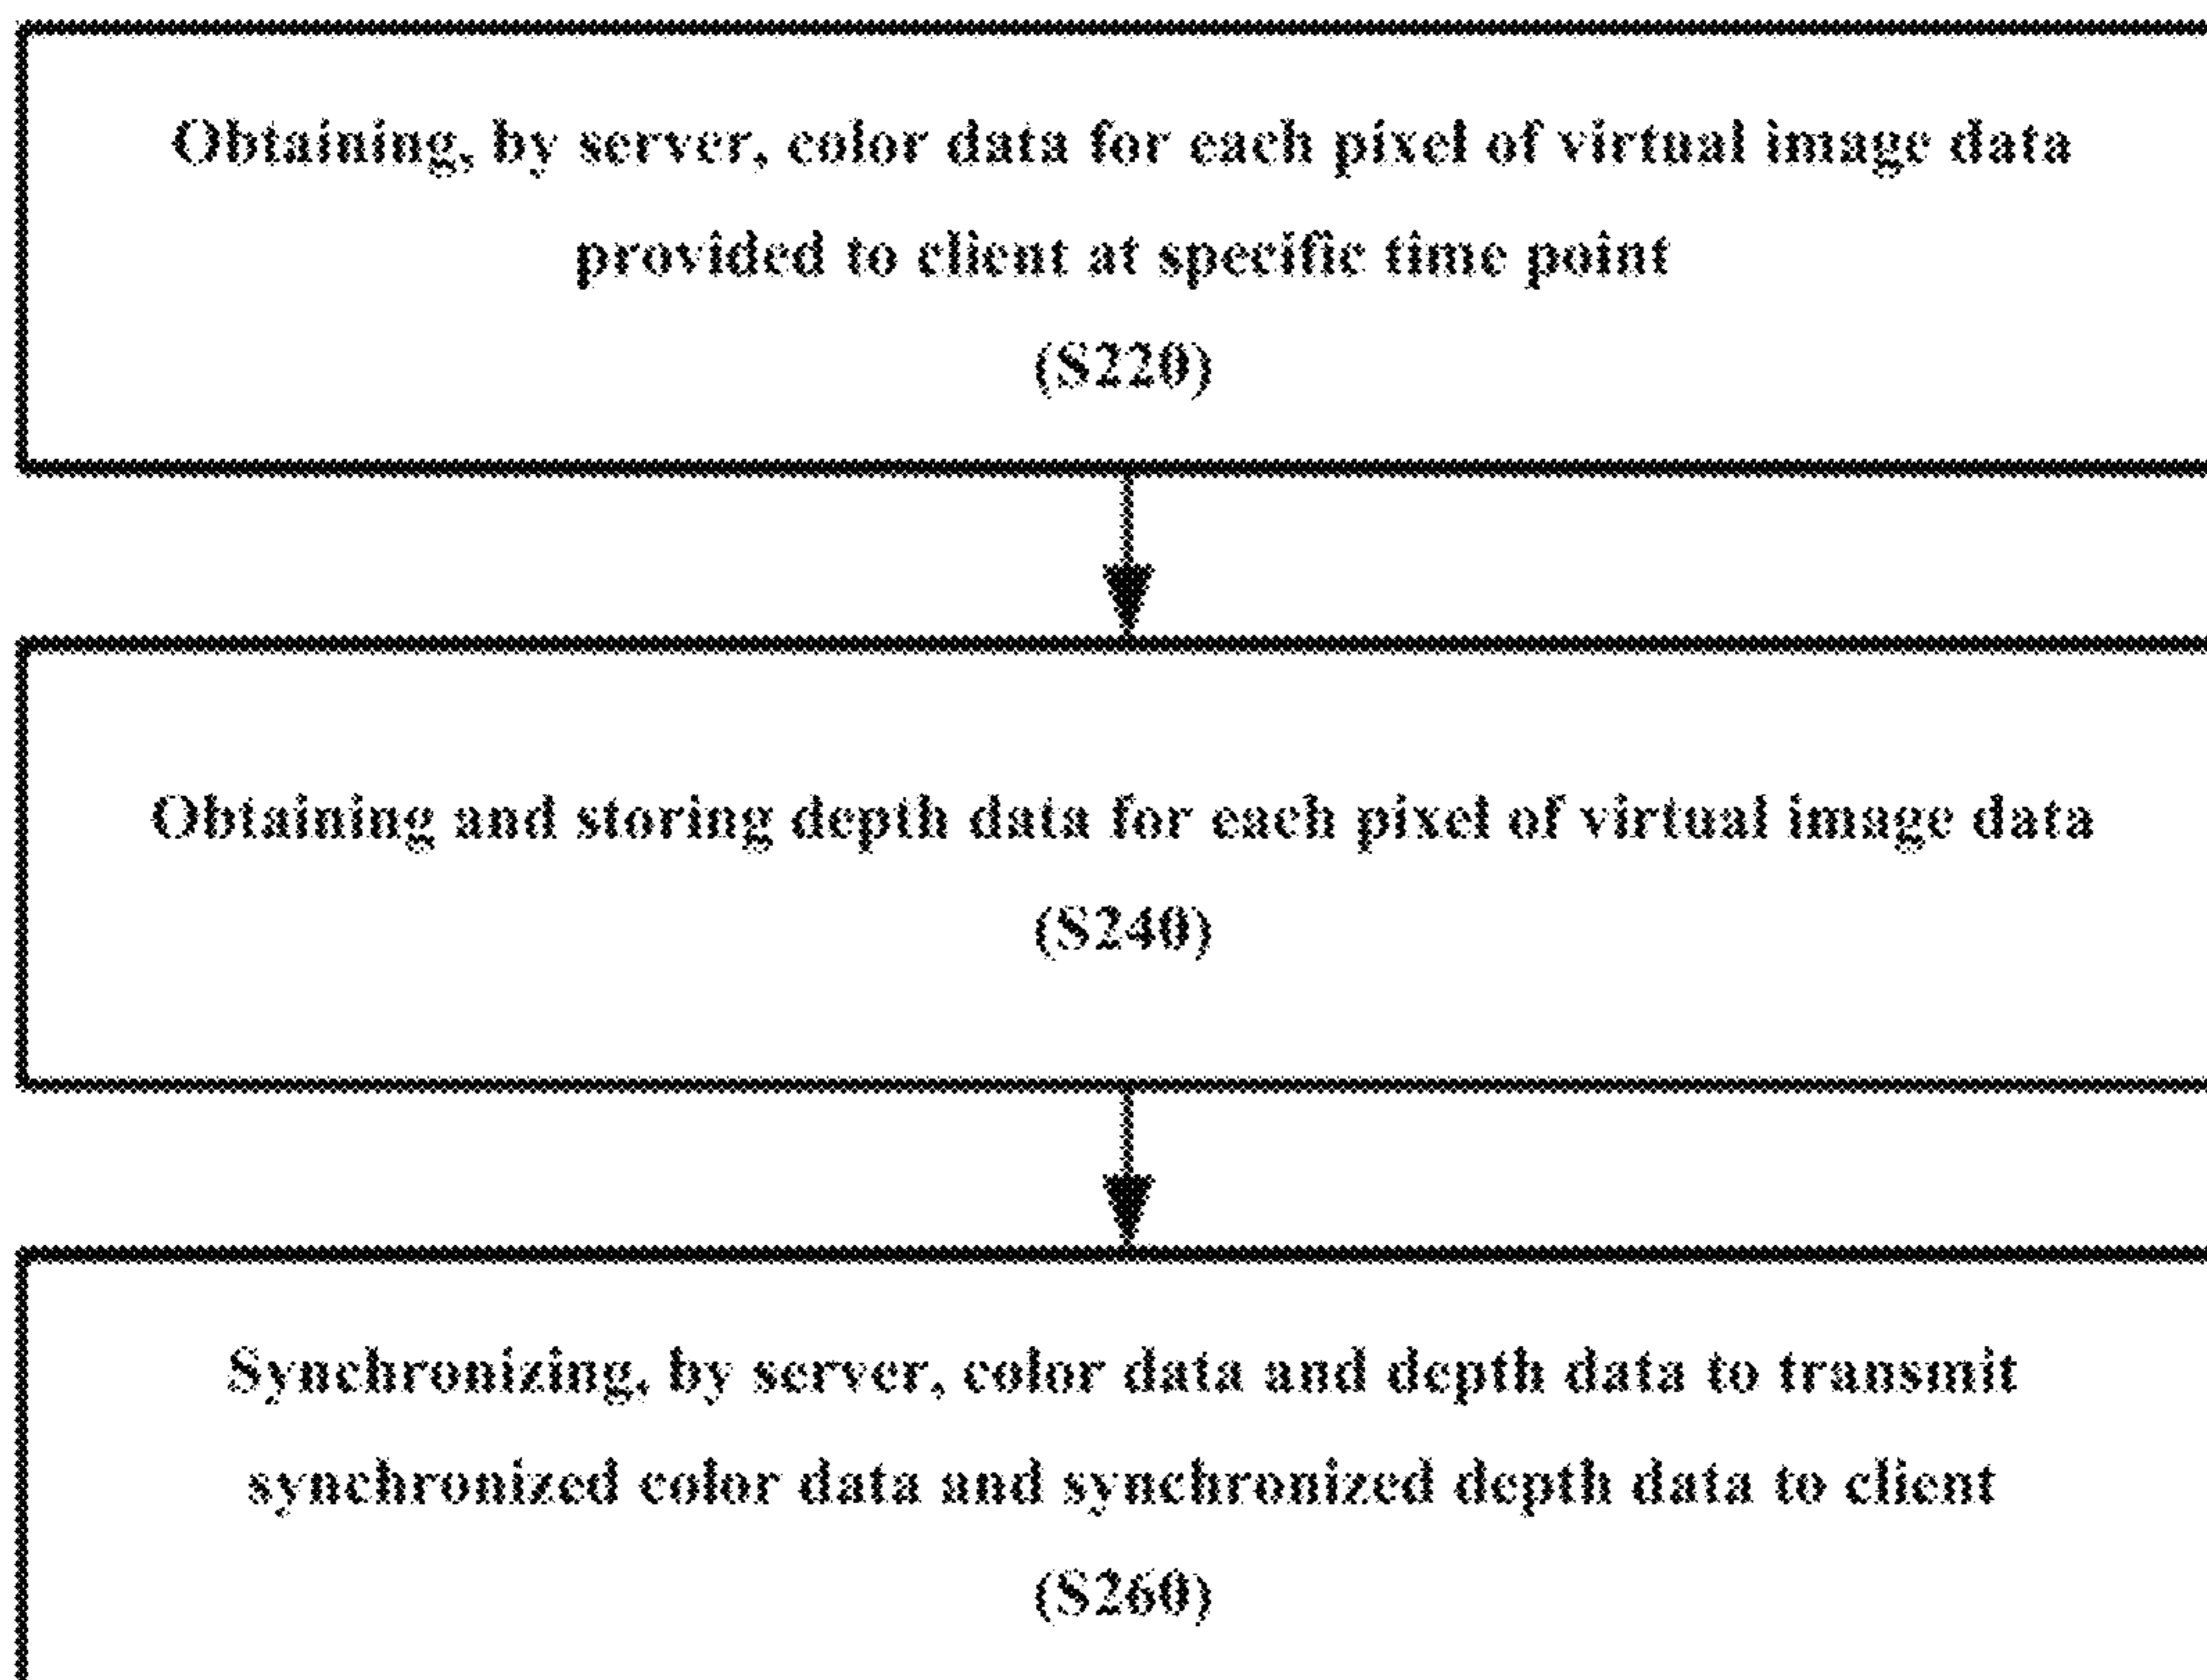 Obtaining, by server, color data for each pixel of virtual image data
provided to client at specific time point
(S220)
Obtaining and storing depth data for each pixel of virtual image data
(S240)
Synchronizing, by server, color data and depth data to transmit
synchronized color data and synchronized depth data to client
(S260)